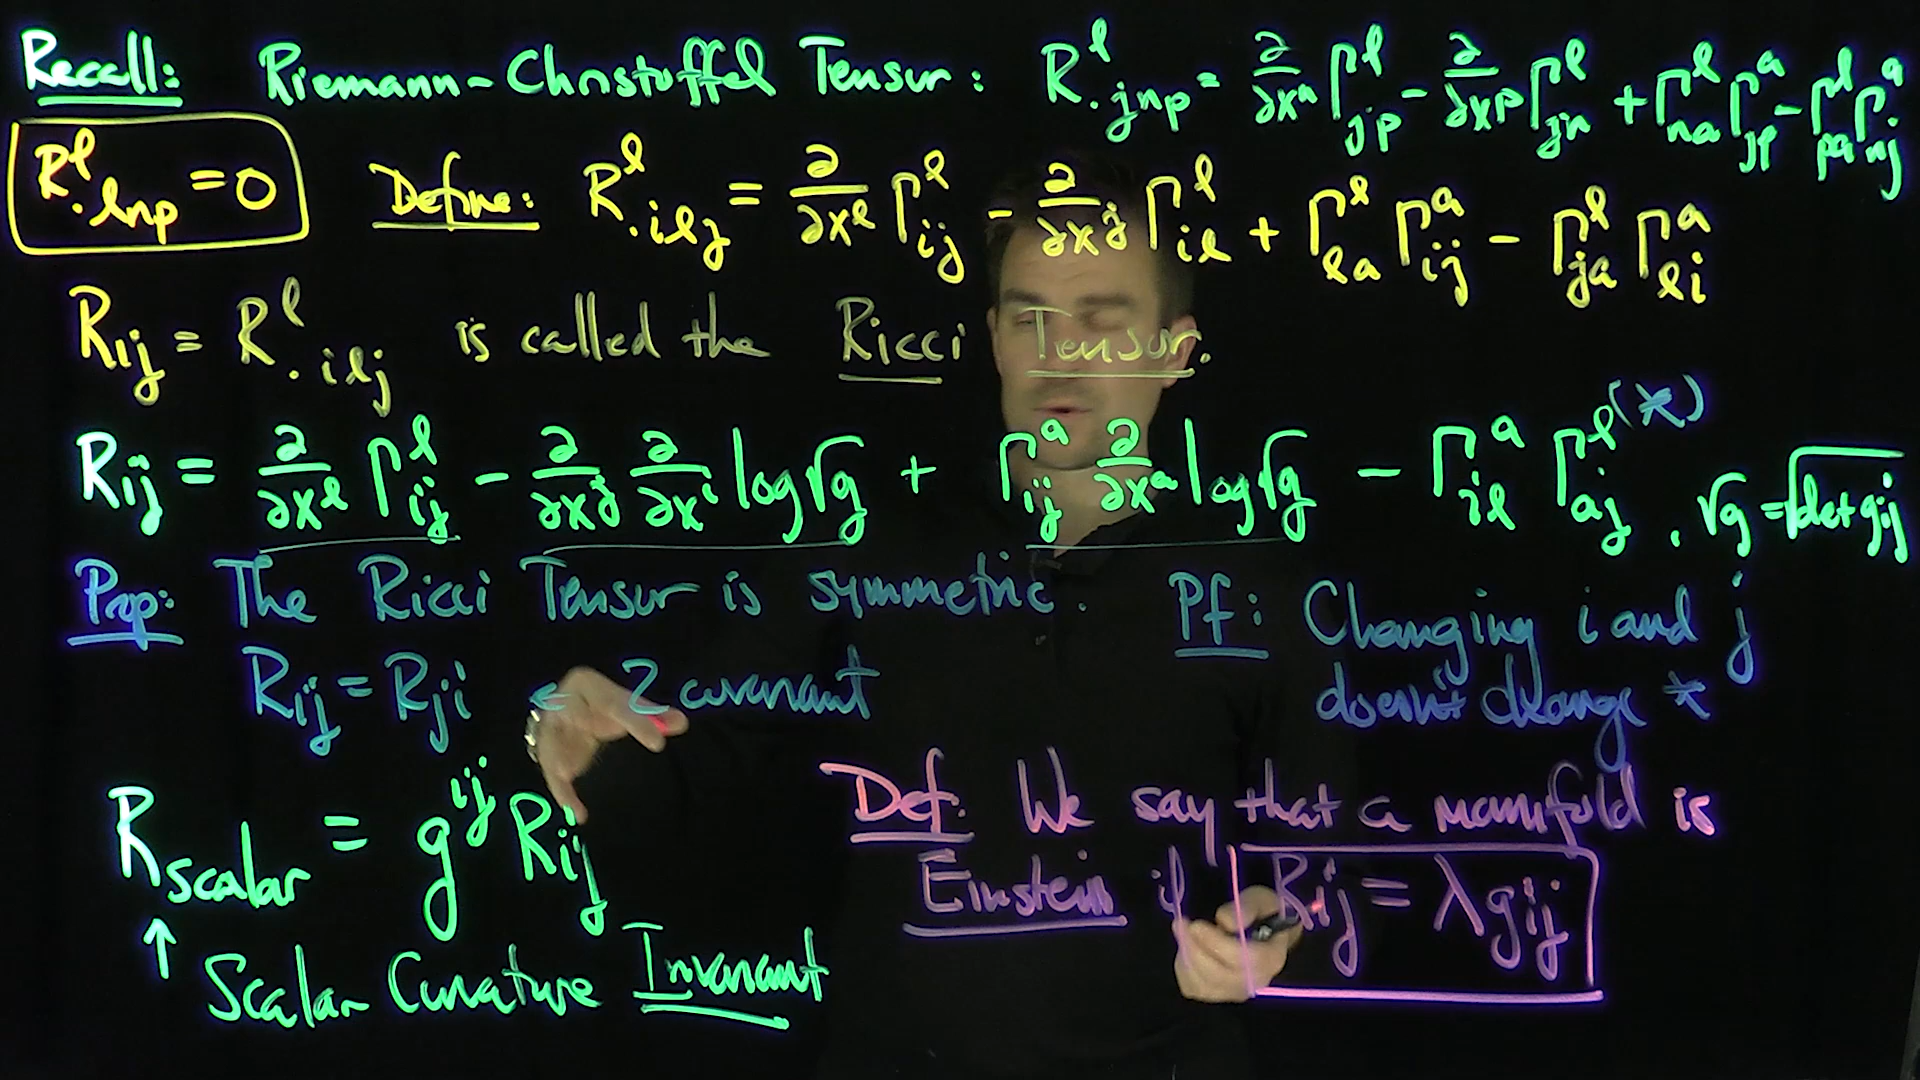 Recall: Riemann-Christoffel Tensor: R^l_{.jnp} = ∂/∂x^n Γ^l_{jp} - ∂/∂x^p Γ^l_{jn} + Γ^l_{na} Γ^a_{jp} - Γ^l_{pa} Γ^a_{nj}
R^l_{.lnp} = 0 Define: R^l_{.ilj} = ∂/∂x^l Γ^l_{ij} - ∂/∂x^j Γ^l_{il} + Γ^l_{la} Γ^a_{ij} - Γ^l_{ja} Γ^a_{li}
R_{ij} = R^l_{.ilj} is called the Ricci Tensor.
R_{ij} = ∂/∂x^l Γ^l_{ij} - ∂/∂x^j ∂/∂x^i log√g + Γ^a_{ij} ∂/∂x^a log√g - Γ^a_{il} Γ^l_{aj} (*) , √g = √det g_{ij}
Prop: The Ricci Tensor is symmetric. Pf: Changing i and j
R_{ij} = R_{ji} ← 2 covariant doesn't change *
Def: We say that a manifold is
R_{scalar} = g^{ij} R_{ij} Einstein if R_{ij} = λ g_{ij}
↑ Scalar Curvature Invariant